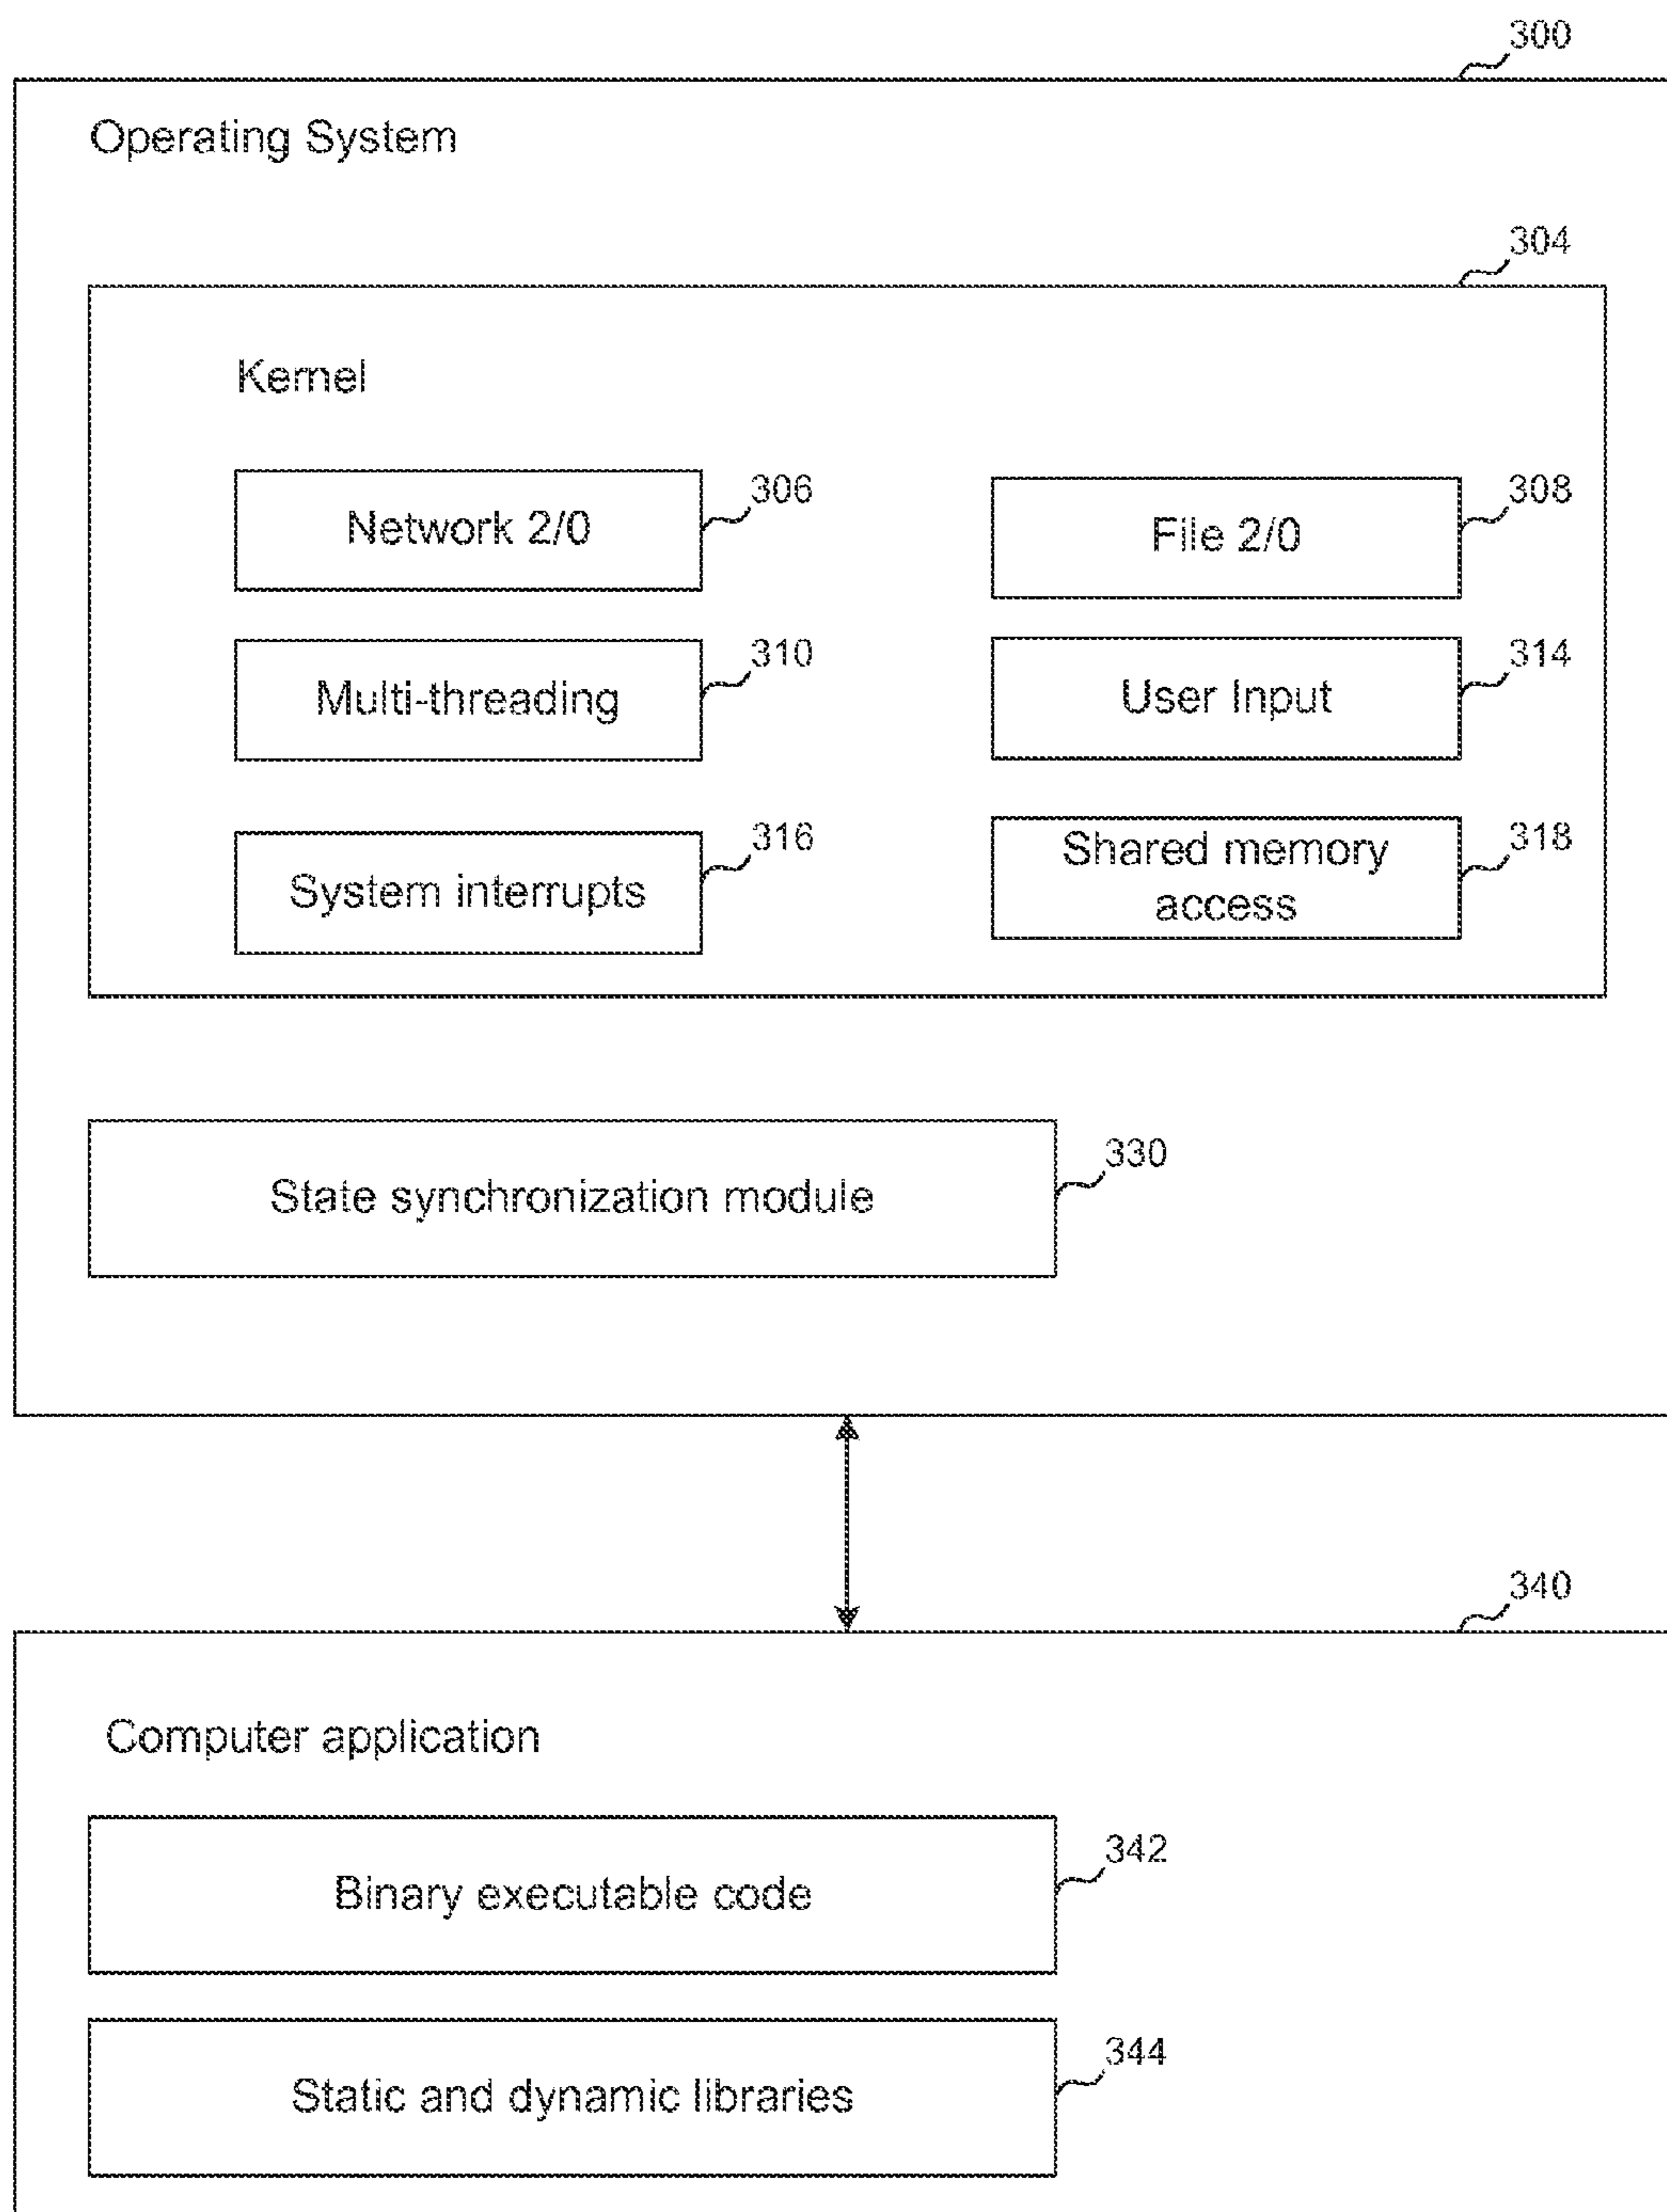 300
Operating System
304
Kernel
Network 2/0
306
File 2/0
308
Multi-threading
310
User Input
314
System interrupts
316
Shared memory
access
318
State synchronization module
330
340
Computer application
Binary executable code
342
Static and dynamic libraries
344